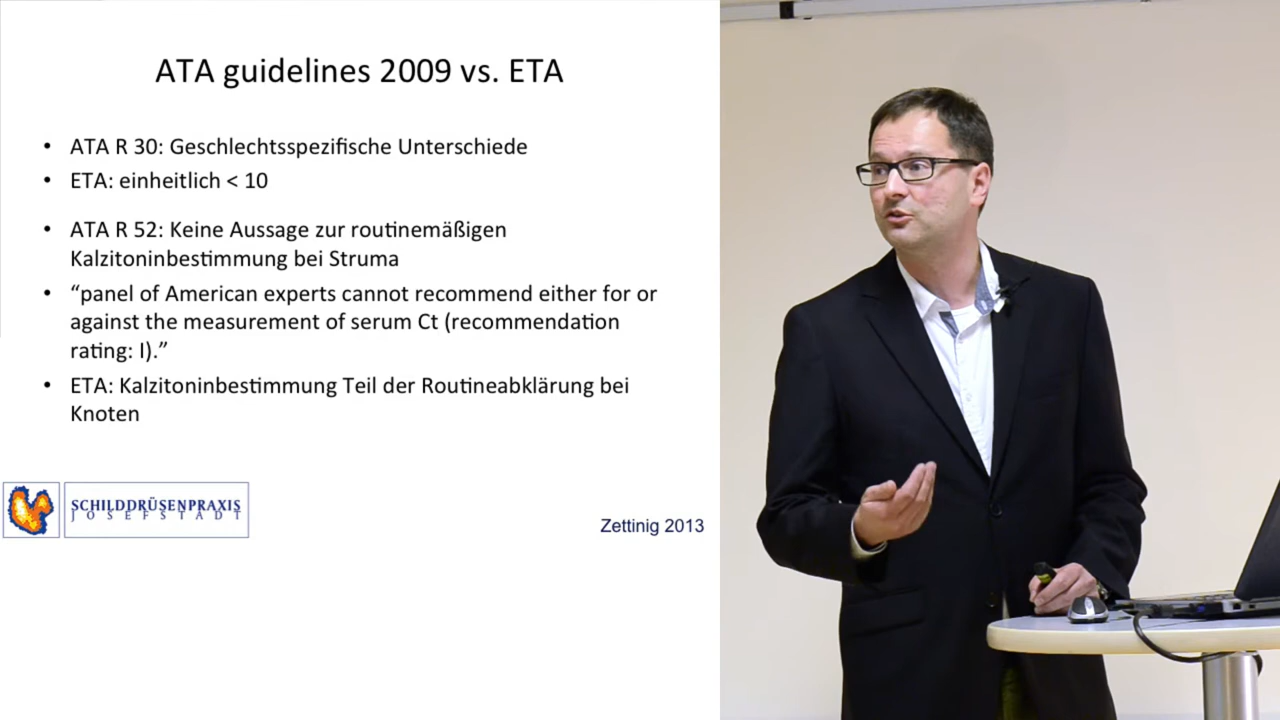 ATA guidelines 2009 vs. ETA
• ATA R 30: Geschlechtsspezifische Unterschiede
• ETA: einheitlich < 10
• ATA R 52: Keine Aussage zur routinemäßigen
Kalzitoninbestimmung bei Struma
• “panel of American experts cannot recommend either for or
against the measurement of serum Ct (recommendation
rating: I).”
• ETA: Kalzitoninbestimmung Teil der Routineabklärung bei
Knoten
SCHILDDRÜSENPRAXIS
JOSEFSTADT
Zettinig 2013